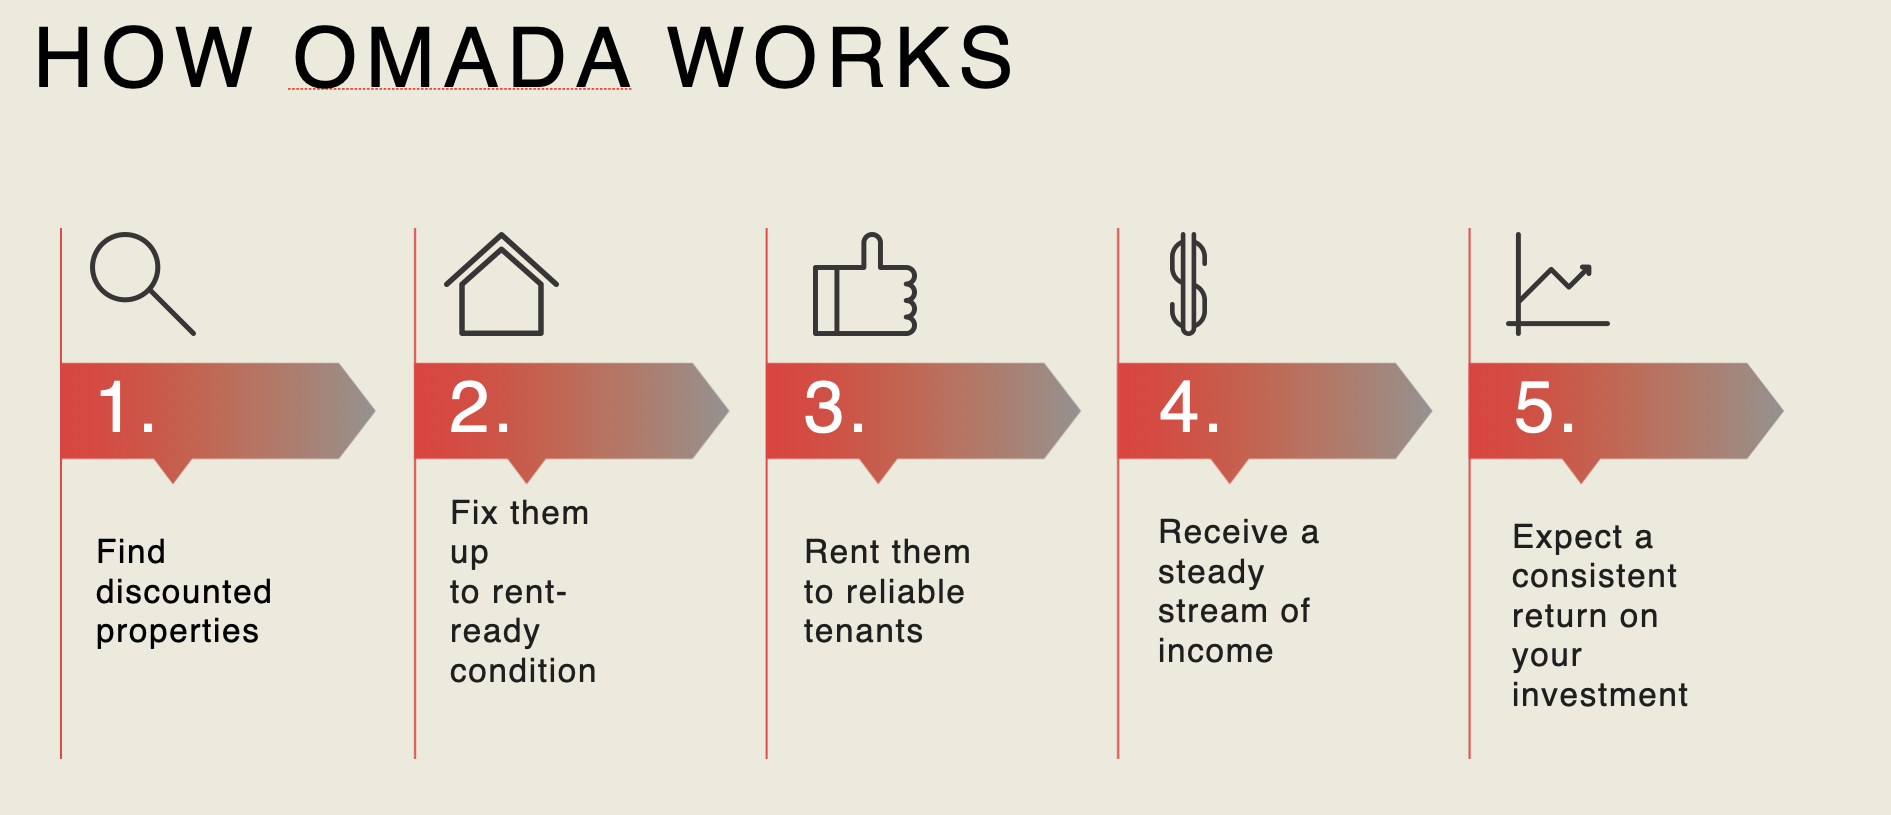 HOW OMADA WORKS
1.
Find
discounted
properties
2.
Fix them
up
to rent-
ready
condition
3.
Rent them
to reliable
tenants
4.
Receive a
steady
stream of
income
5.
Expect a
consistent
return on
your
investment